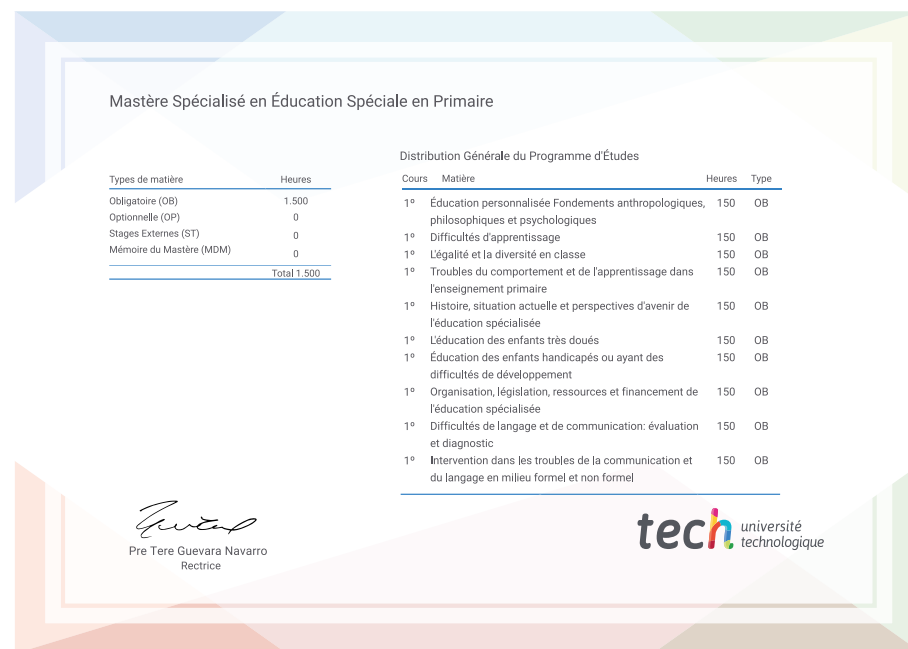 Mastère Spécialisé en Éducation Spéciale en Primaire
Types de matière Heures
Obligatoire (OB) 1.500
Optionnelle (OP) 0
Stages Externes (ST) 0
Mémoire du Mastère (MDM) 0
Total 1.500
Distribution Générale du Programme d'Études
Cours Matière Heures Type
1º Éducation personnalisée Fondements anthropologiques, 150 OB
philosophiques et psychologiques
1º Difficultés d'apprentissage 150 OB
1º L'égalité et la diversité en classe 150 OB
1º Troubles du comportement et de l'apprentissage dans 150 OB
l'enseignement primaire
1º Histoire, situation actuelle et perspectives d'avenir de 150 OB
l'éducation spécialisée
1º L'éducation des enfants très doués 150 OB
1º Éducation des enfants handicapés ou ayant des 150 OB
difficultés de développement
1º Organisation, législation, ressources et financement de 150 OB
l'éducation spécialisée
1º Difficultés de langage et de communication: évaluation 150 OB
et diagnostic
1º Intervention dans les troubles de la communication et 150 OB
du langage en milieu formel et non formel
Pre Tere Guevara Navarro
Rectrice
tech université
technologique